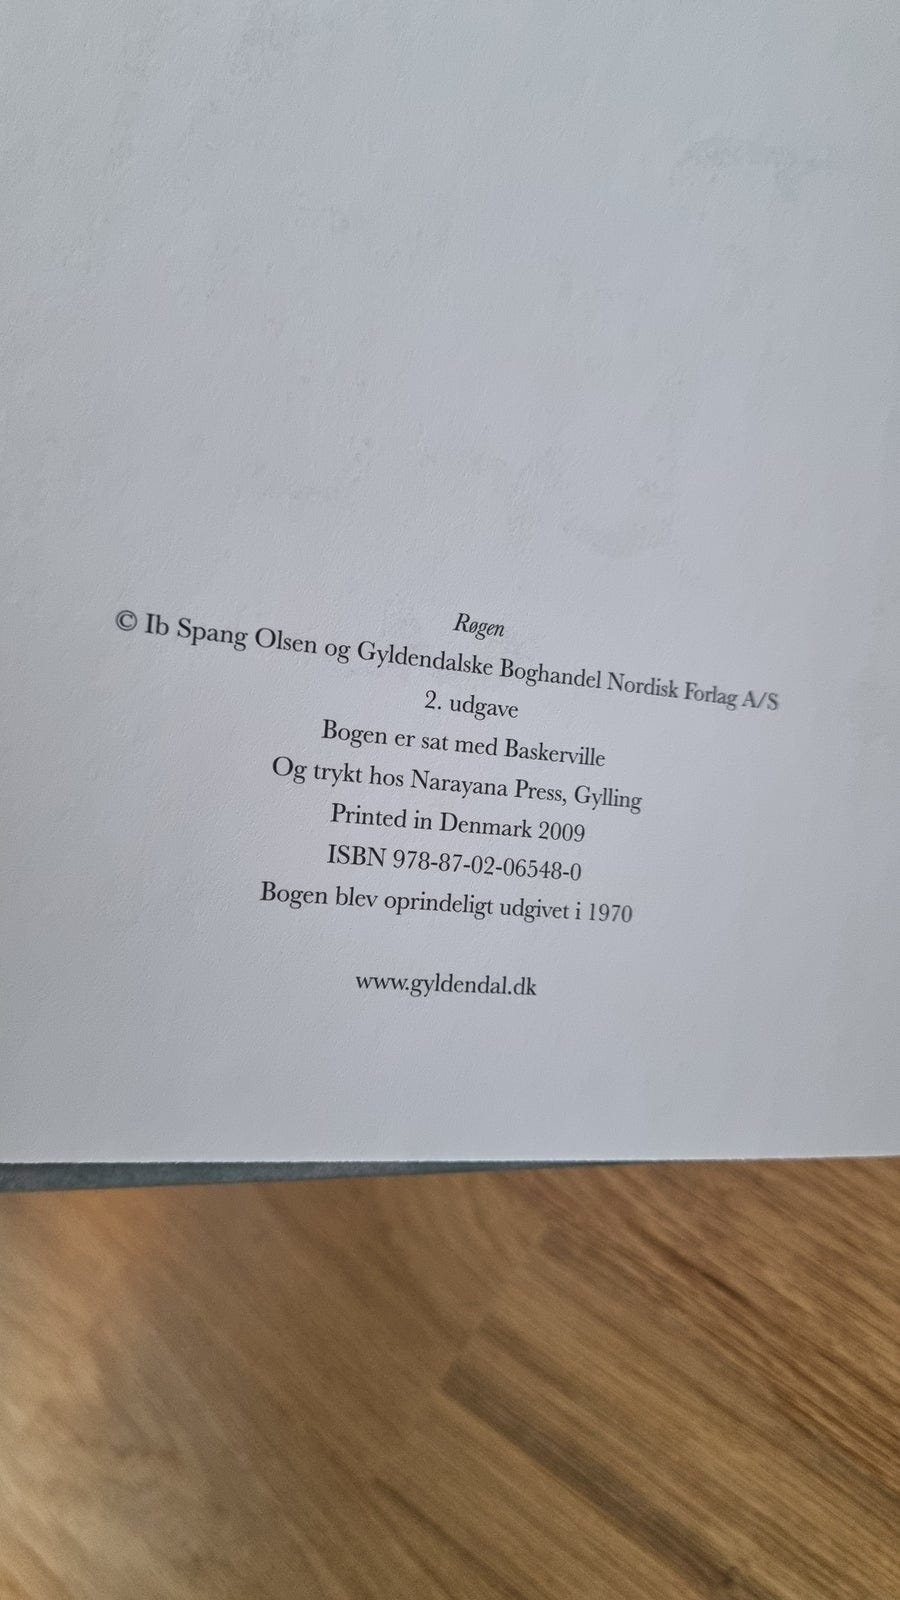 Røgen
© Ib Spang Olsen og Gyldendalske Boghandel Nordisk Forlag A/S
2. udgave
Bogen er sat med Baskerville
Og trykt hos Narayana Press, Gylling
Printed in Denmark 2009
ISBN 978-87-02-06548-0
Bogen blev oprindeligt udgivet i 1970
www.gyldendal.dk